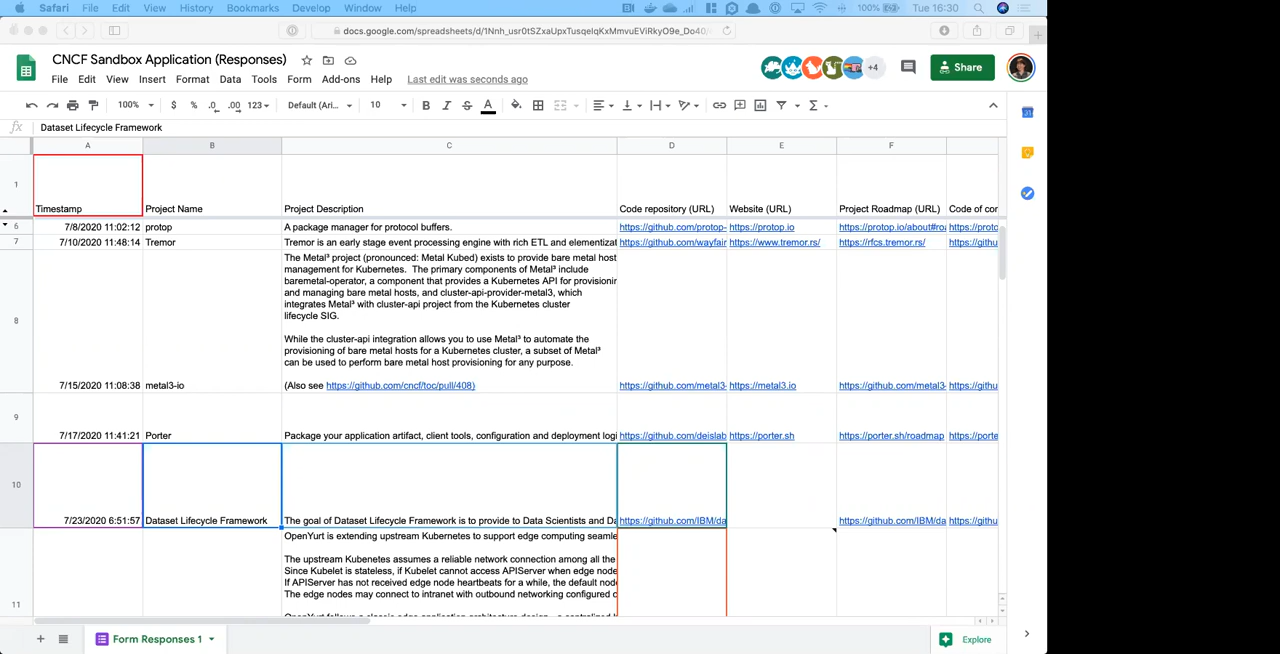 Safari File Edit View History Bookmarks Develop Window Help 100% Tue 16:30
docs.google.com/spreadsheets/d/1Nnh_usr0tSZxaUpxTusqelqKxMmvuEViRkyO9e_Do40/
CNCF Sandbox Application (Responses)
File Edit View Insert Format Data Tools Form Add-ons Help Last edit was seconds ago
+4
Share
100% $ % .0 .00 123 Default (Ari... 10 B I S A
fx Dataset Lifecycle Framework
A B C D E F
1 Timestamp Project Name Project Description Code repository (URL) Website (URL) Project Roadmap (URL) Code of con
6 7/8/2020 11:02:12 protop A package manager for protocol buffers. https://github.com/protop- https://protop.io https://protop.io/about#roa https://proto
7 7/10/2020 11:48:14 Tremor Tremor is an early stage event processing engine with rich ETL and elementizat https://github.com/wayfair https://www.tremor.rs/ https://rfcs.tremor.rs/ https://githu
The Metal³ project (pronounced: Metal Kubed) exists to provide bare metal host
management for Kubernetes. The primary components of Metal³ include
baremetal-operator, a component that provides a Kubernetes API for provisionin
and managing bare metal hosts, and cluster-api-provider-metal3, which
integrates Metal³ with cluster-api project from the Kubernetes cluster
lifecycle SIG.
8
While the cluster-api integration allows you to use Metal³ to automate the
provisioning of bare metal hosts for a Kubernetes cluster, a subset of Metal³
can be used to perform bare metal host provisioning for any purpose.
7/15/2020 11:08:38 metal3-io (Also see https://github.com/cncf/toc/pull/408) https://github.com/metal3- https://metal3.io https://github.com/metal3- https://githu
9
7/17/2020 11:41:21 Porter Package your application artifact, client tools, configuration and deployment logi https://github.com/deislab https://porter.sh https://porter.sh/roadmap https://porte
10
7/23/2020 6:51:57 Dataset Lifecycle Framework The goal of Dataset Lifecycle Framework is to provide to Data Scientists and Da https://github.com/IBM/da https://github.com/IBM/da https://githu
OpenYurt is extending upstream Kubernetes to support edge computing seamle
The upstream Kubenetes assumes a reliable network connection among all the
Since Kubelet is stateless, if Kubelet cannot access APIServer when edge node
If APIServer has not received edge node heartbeats for a while, the default nod
The edge nodes may connect to intranet with outbound networking configured c
11
Form Responses 1
Explore